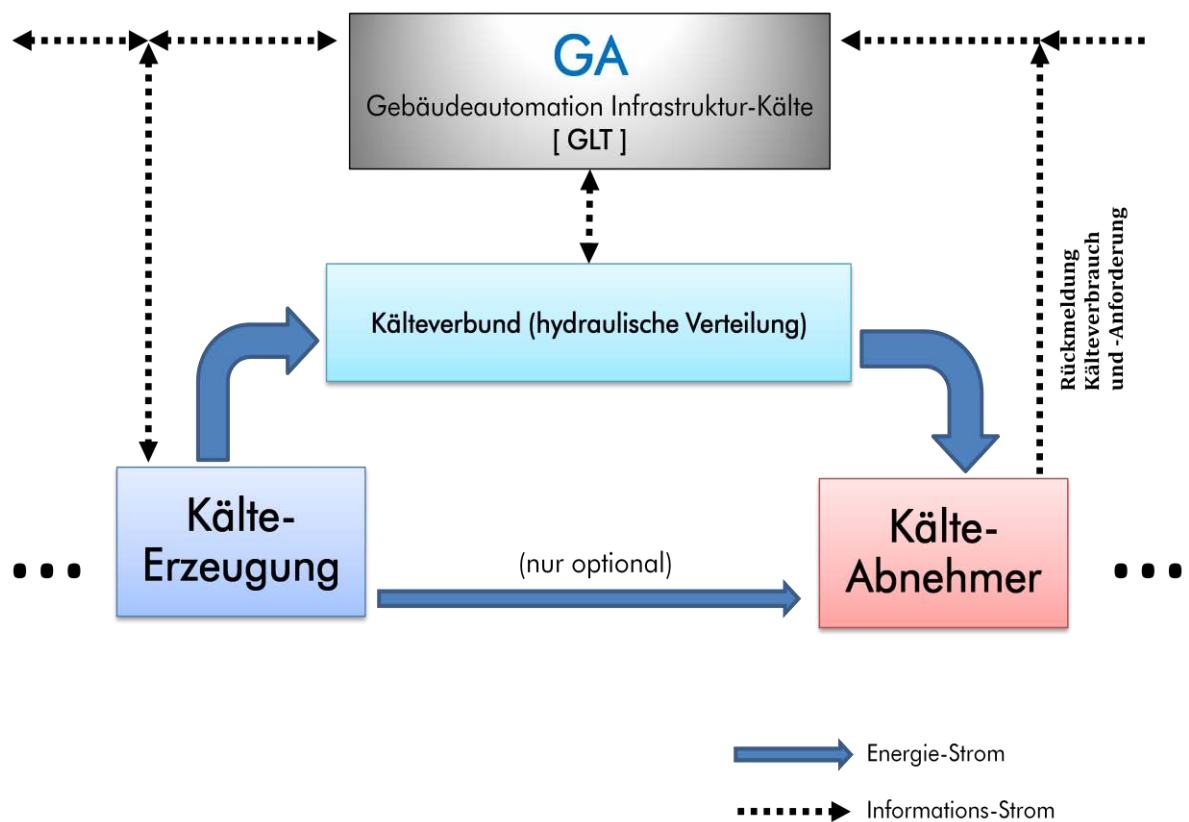 GA
Gebäudeautomation Infrastruktur-Kälte
[ GLT ]
Kälteverbund (hydraulische Verteilung)
Rückmeldung
Kälteverbrauch
und -Anforderung
Kälte-
Erzeugung
(nur optional)
Kälte-
Abnehmer
...
...
Energie-Strom
Informations-Strom